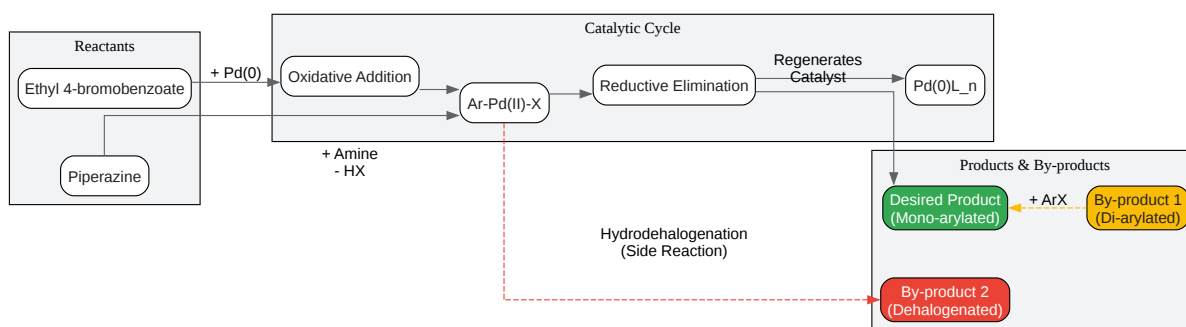 Reactants
Ethyl 4-bromobenzoate
Piperazine
+ Pd(0)
Catalytic Cycle
Oxidative Addition
+ Amine
- HX
Ar-Pd(II)-X
Reductive Elimination
Regenerates
Catalyst
Pd(0)L_n
Hydrodehalogenation
(Side Reaction)
Products & By-products
Desired Product
(Mono-arylated)
+ ArX
By-product 1
(Di-arylated)
By-product 2
(Dehalogenated)